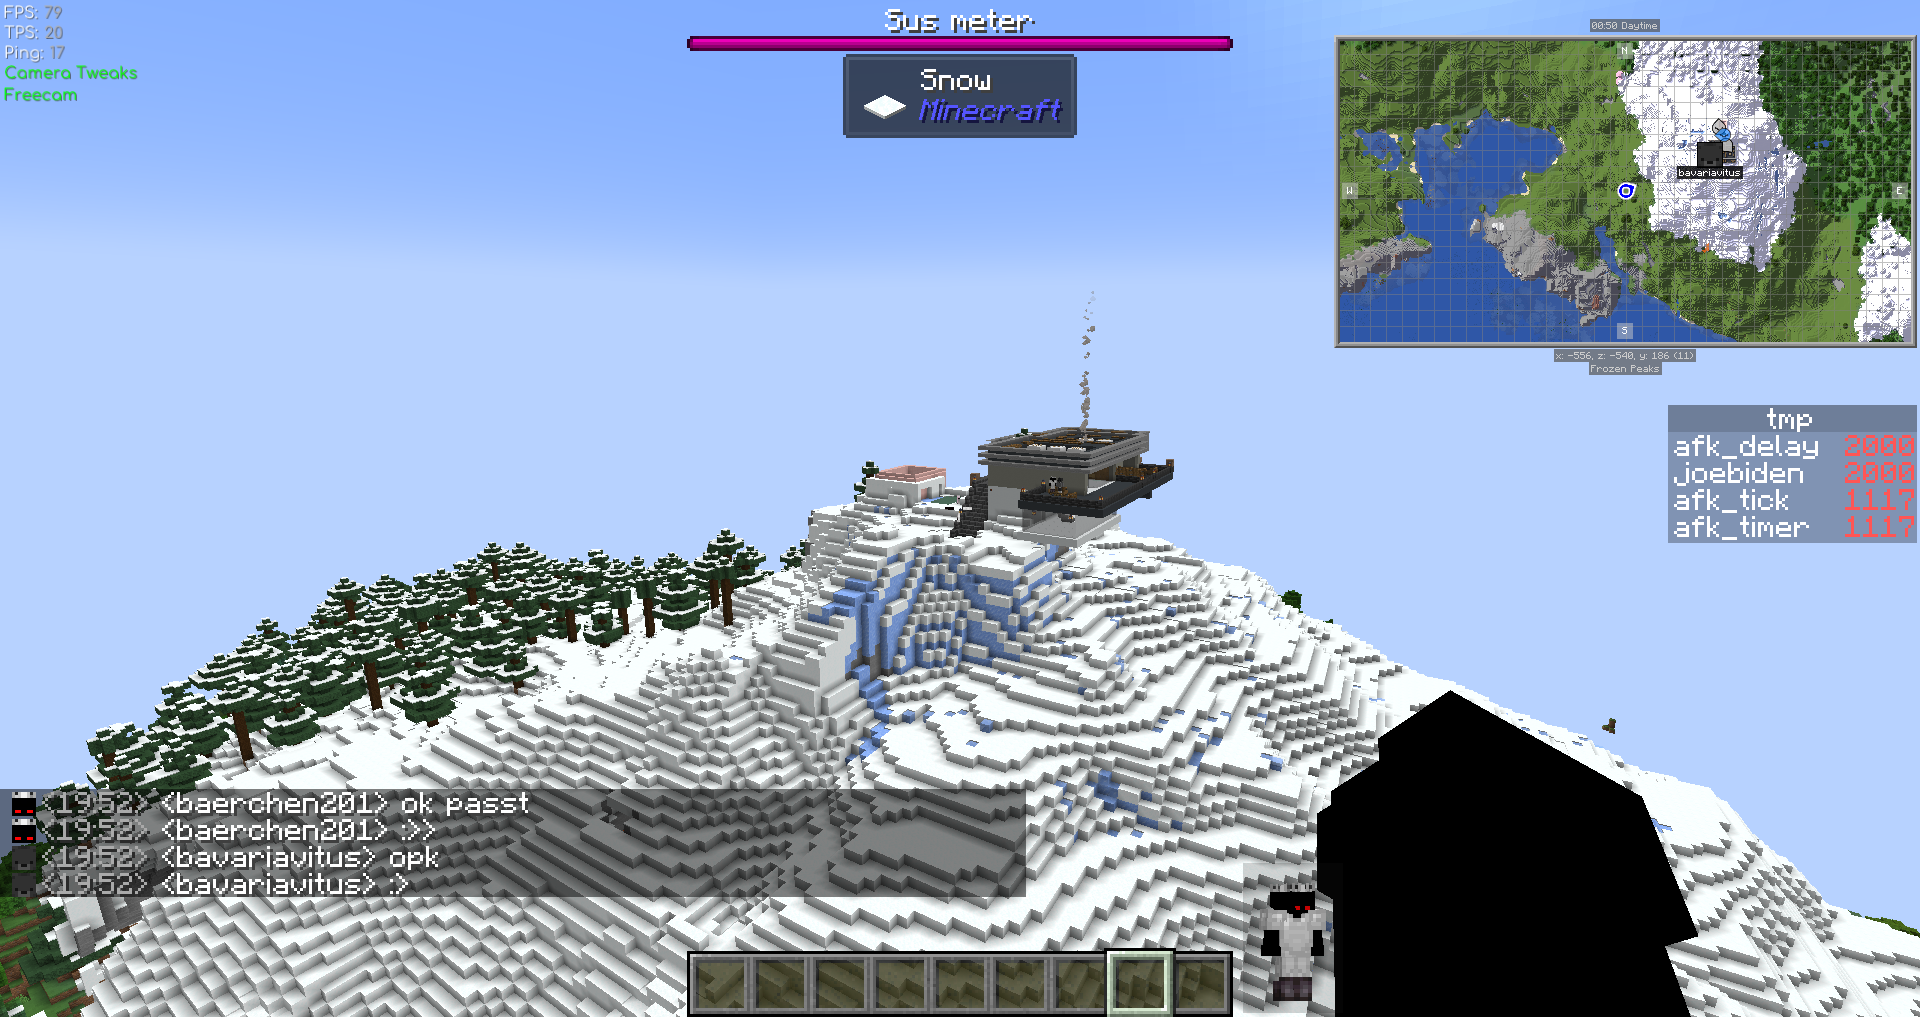 FPS: 79
TPS: 20
Ping: 17
Camera Tweaks
Freecam
Sus meter
Snow
Minecraft
00:50 Daytime
N
W
E
S
bavariavitus
x: -556, z: -540, y: 186 (11)
Frozen Peaks
tmp
afk_delay 2000
joebiden 2000
afk_tick 1117
afk_timer 1117
<19:52> <baerchen201> ok passt
<19:52> <baerchen201> :>>
<19:52> <bavariavitus> opk
<19:52> <bavariavitus> :>